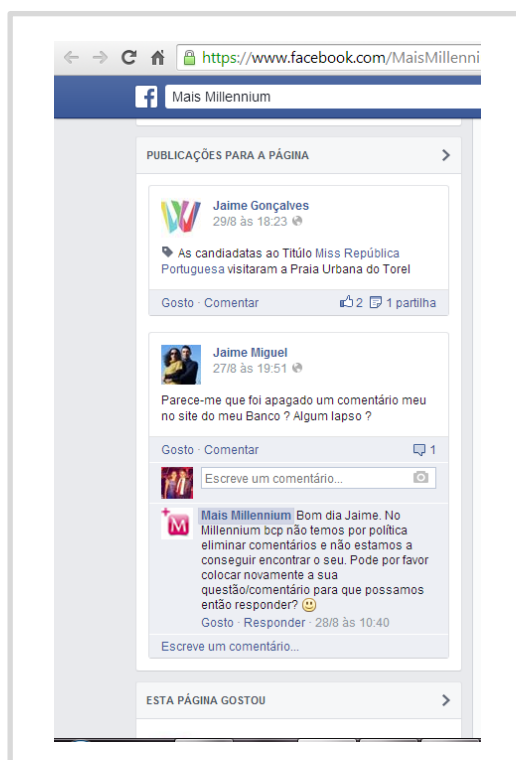 https://www.facebook.com/MaisMillenni
Mais Millennium
PUBLICAÇÕES PARA A PÁGINA
Jaime Gonçalves
29/8 às 18:23
As candiadatas ao Titúlo Miss República
Portuguesa visitaram a Praia Urbana do Torel
Gosto · Comentar 2 1 partilha
Jaime Miguel
27/8 às 19:51
Parece-me que foi apagado um comentário meu
no site do meu Banco ? Algum lapso ?
Gosto · Comentar 1
Escreve um comentário...
Mais Millennium Bom dia Jaime. No
Millennium bcp não temos por política
eliminar comentários e não estamos a
conseguir encontrar o seu. Pode por favor
colocar novamente a sua
questão/comentário para que possamos
então responder?
Gosto · Responder · 28/8 às 10:40
Escreve um comentário...
ESTA PÁGINA GOSTOU